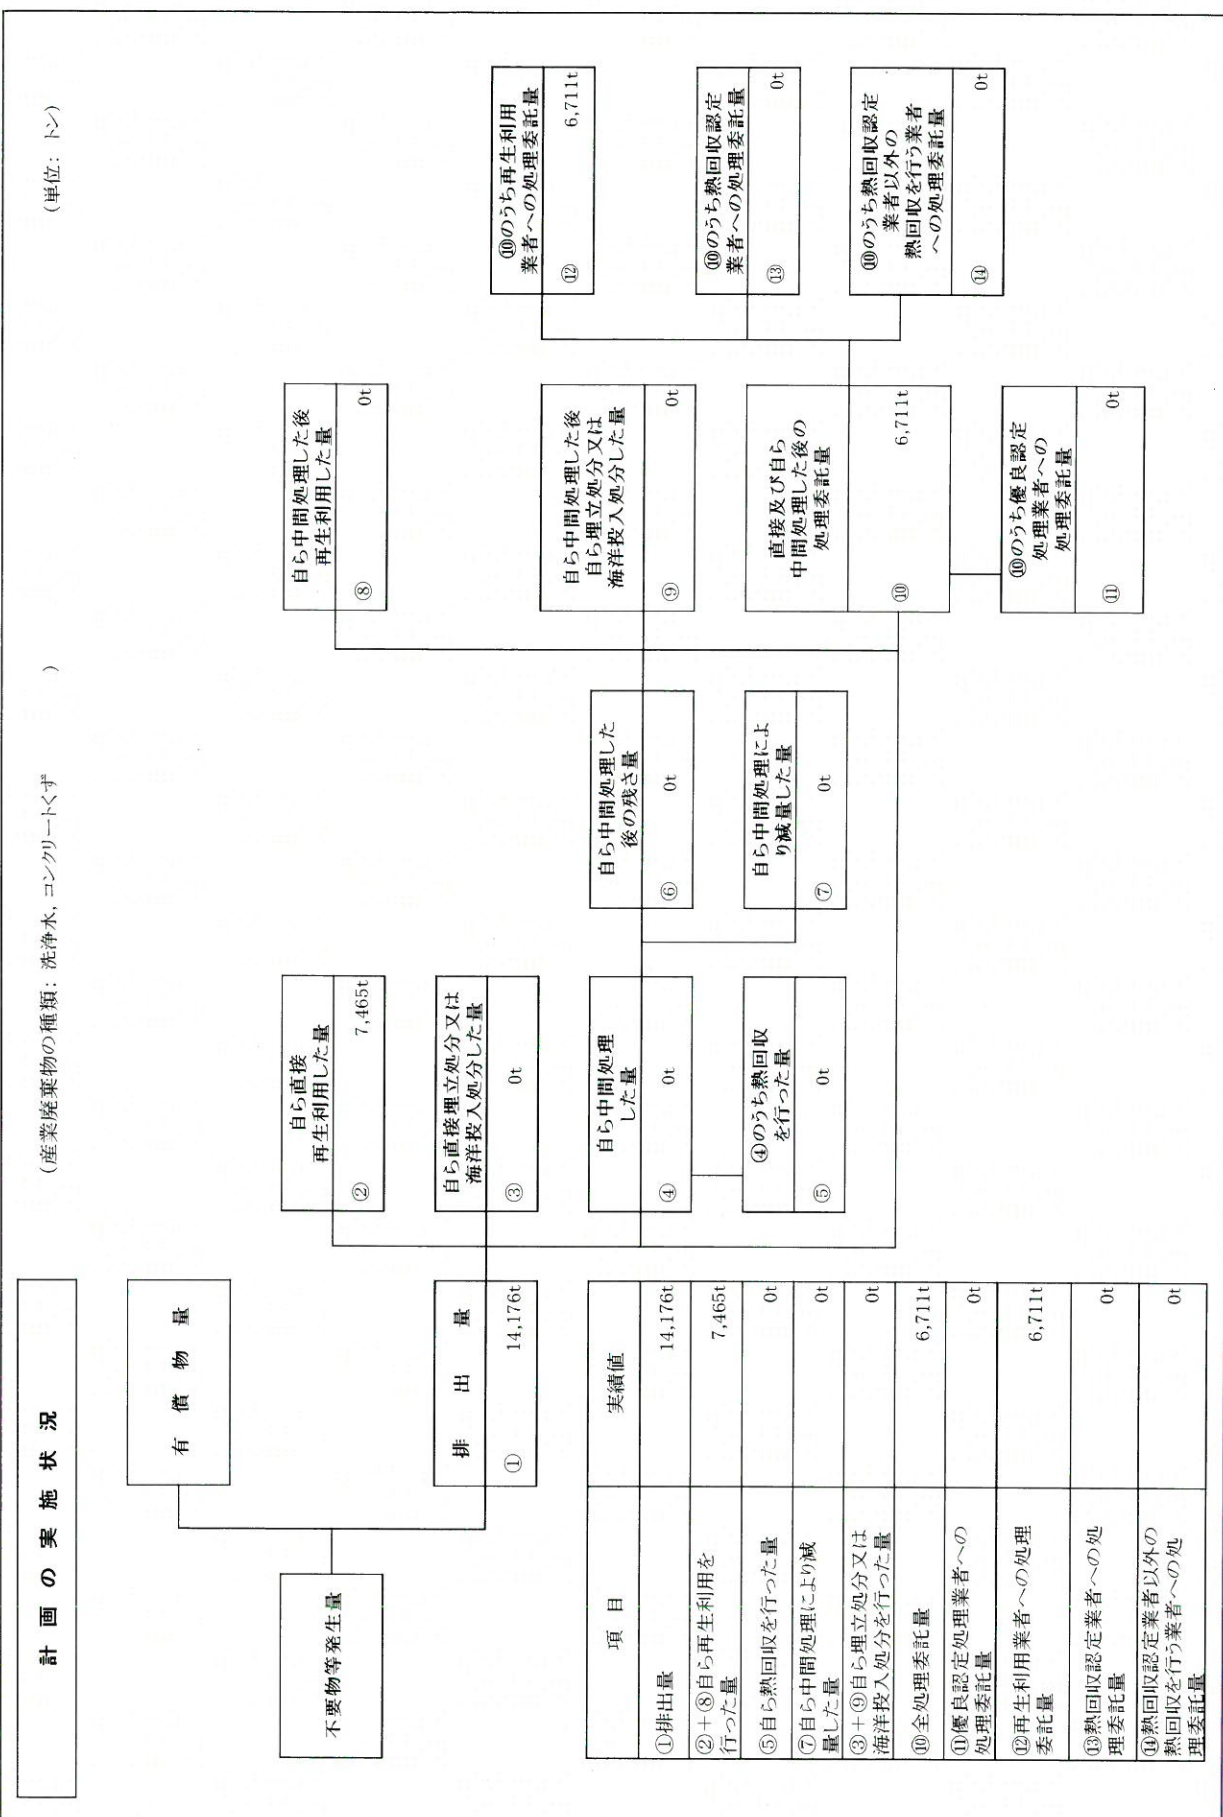 計画の実施状況
(産業廃棄物の種類: 洗浄水, コンクリートくず )
(単位: トン)
不要物等発生量
有償物量
排出量
① 14,176t
自ら直接
再生利用した量
② 7,465t
自ら直接埋立処分又は
海洋投入処分した量
③ 0t
自ら中間処理
した量
④ 0t
④のうち熱回収
を行った量
⑤ 0t
自ら中間処理した
後の残さ量
⑥ 0t
自ら中間処理によ
り減量した量
⑦ 0t
自ら中間処理した後
再生利用した量
⑧ 0t
自ら中間処理した後
自ら埋立処分又は
海洋投入処分した量
⑨ 0t
直接及び自ら
中間処理した後の
処理委託量
⑩ 6,711t
⑩のうち優良認定
処理業者への
処理委託量
⑪ 0t
⑩のうち再生利用
業者への処理委託量
⑫ 6,711t
⑩のうち熱回収認定
業者への処理委託量
⑬ 0t
⑩のうち熱回収認定
業者以外の
熱回収を行う業者
への処理委託量
⑭ 0t
項目 実績値
①排出量 14,176t
②+⑧自ら再生利用を
行った量 7,465t
⑤自ら熱回収を行った量 0t
⑦自ら中間処理により減
量した量 0t
③+⑨自ら埋立処分又は
海洋投入処分を行った量 0t
⑩全処理委託量 6,711t
⑪優良認定処理業者への
処理委託量 0t
⑫再生利用業者への処理
委託量 6,711t
⑬熱回収認定業者への処
理委託量 0t
⑭熱回収認定業者以外の
熱回収を行う業者への処
理委託量 0t